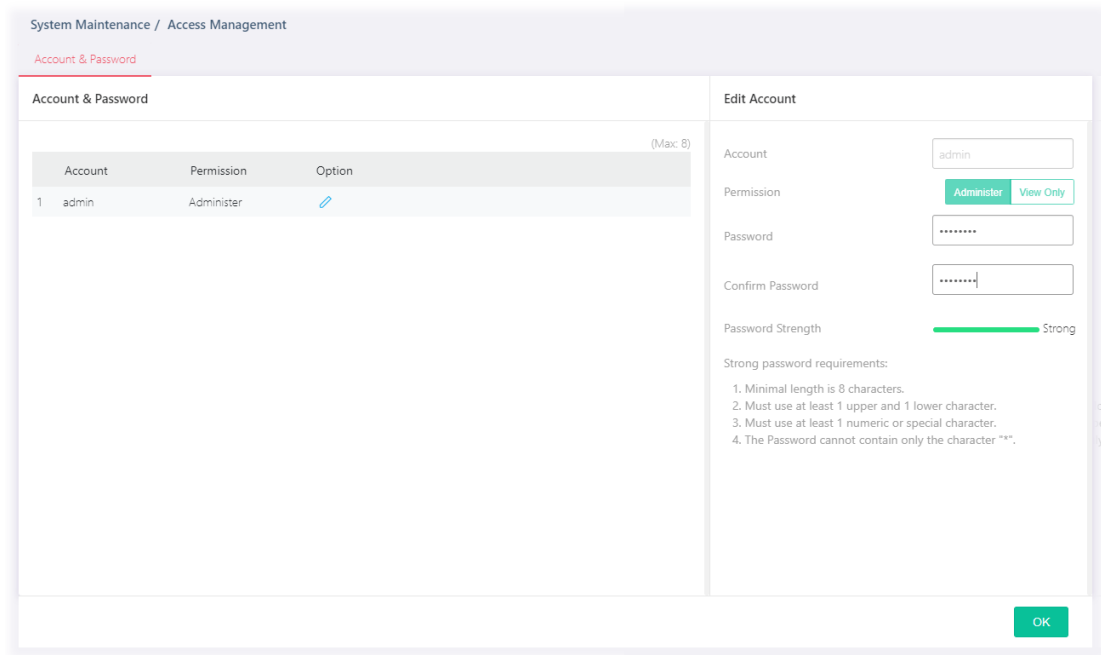 System Maintenance / Access Management
Account & Password
Account & Password
Edit Account
(Max: 8)
Account Permission Option
1 admin Administer
Account admin
Permission Administer View Only
Password ••••••••
Confirm Password ••••••••
Password Strength Strong
Strong password requirements:
1. Minimal length is 8 characters.
2. Must use at least 1 upper and 1 lower character.
3. Must use at least 1 numeric or special character.
4. The Password cannot contain only the character "*".
OK